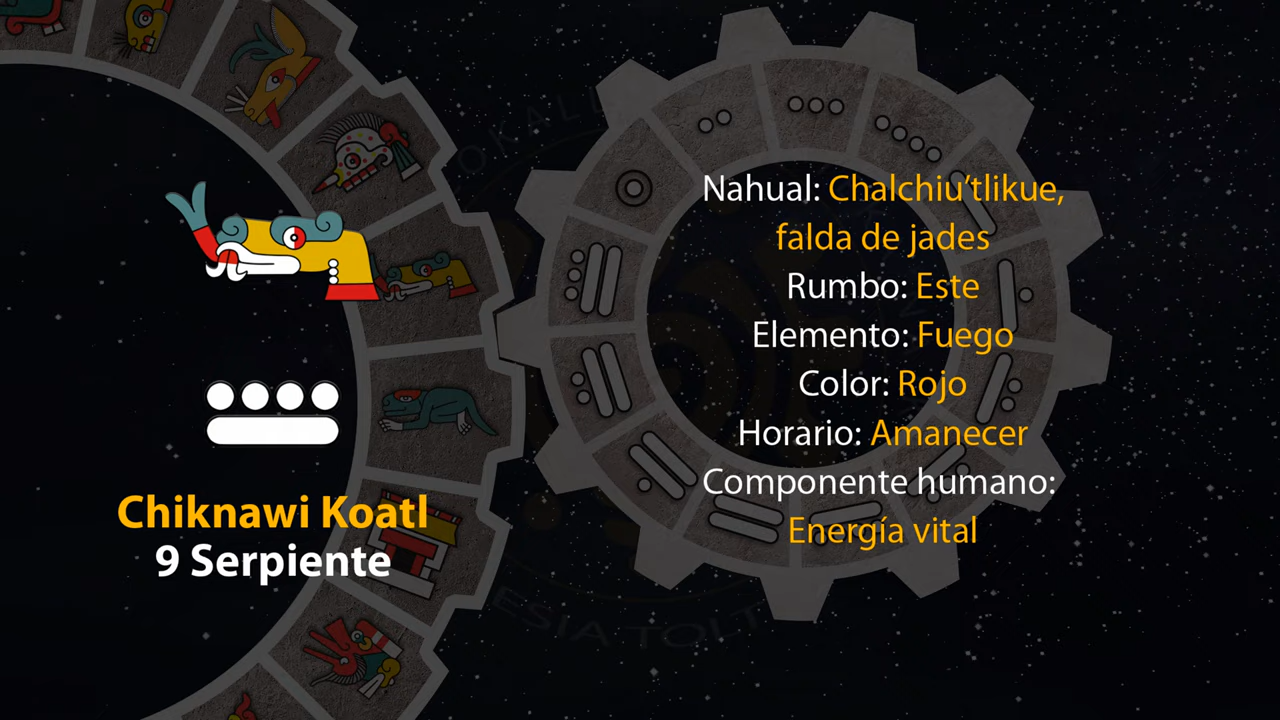 Chiknawi Koatl
9 Serpiente
Nahual: Chalchiu’tlikue,
falda de jades
Rumbo: Este
Elemento: Fuego
Color: Rojo
Horario: Amanecer
Componente humano:
Energía vital